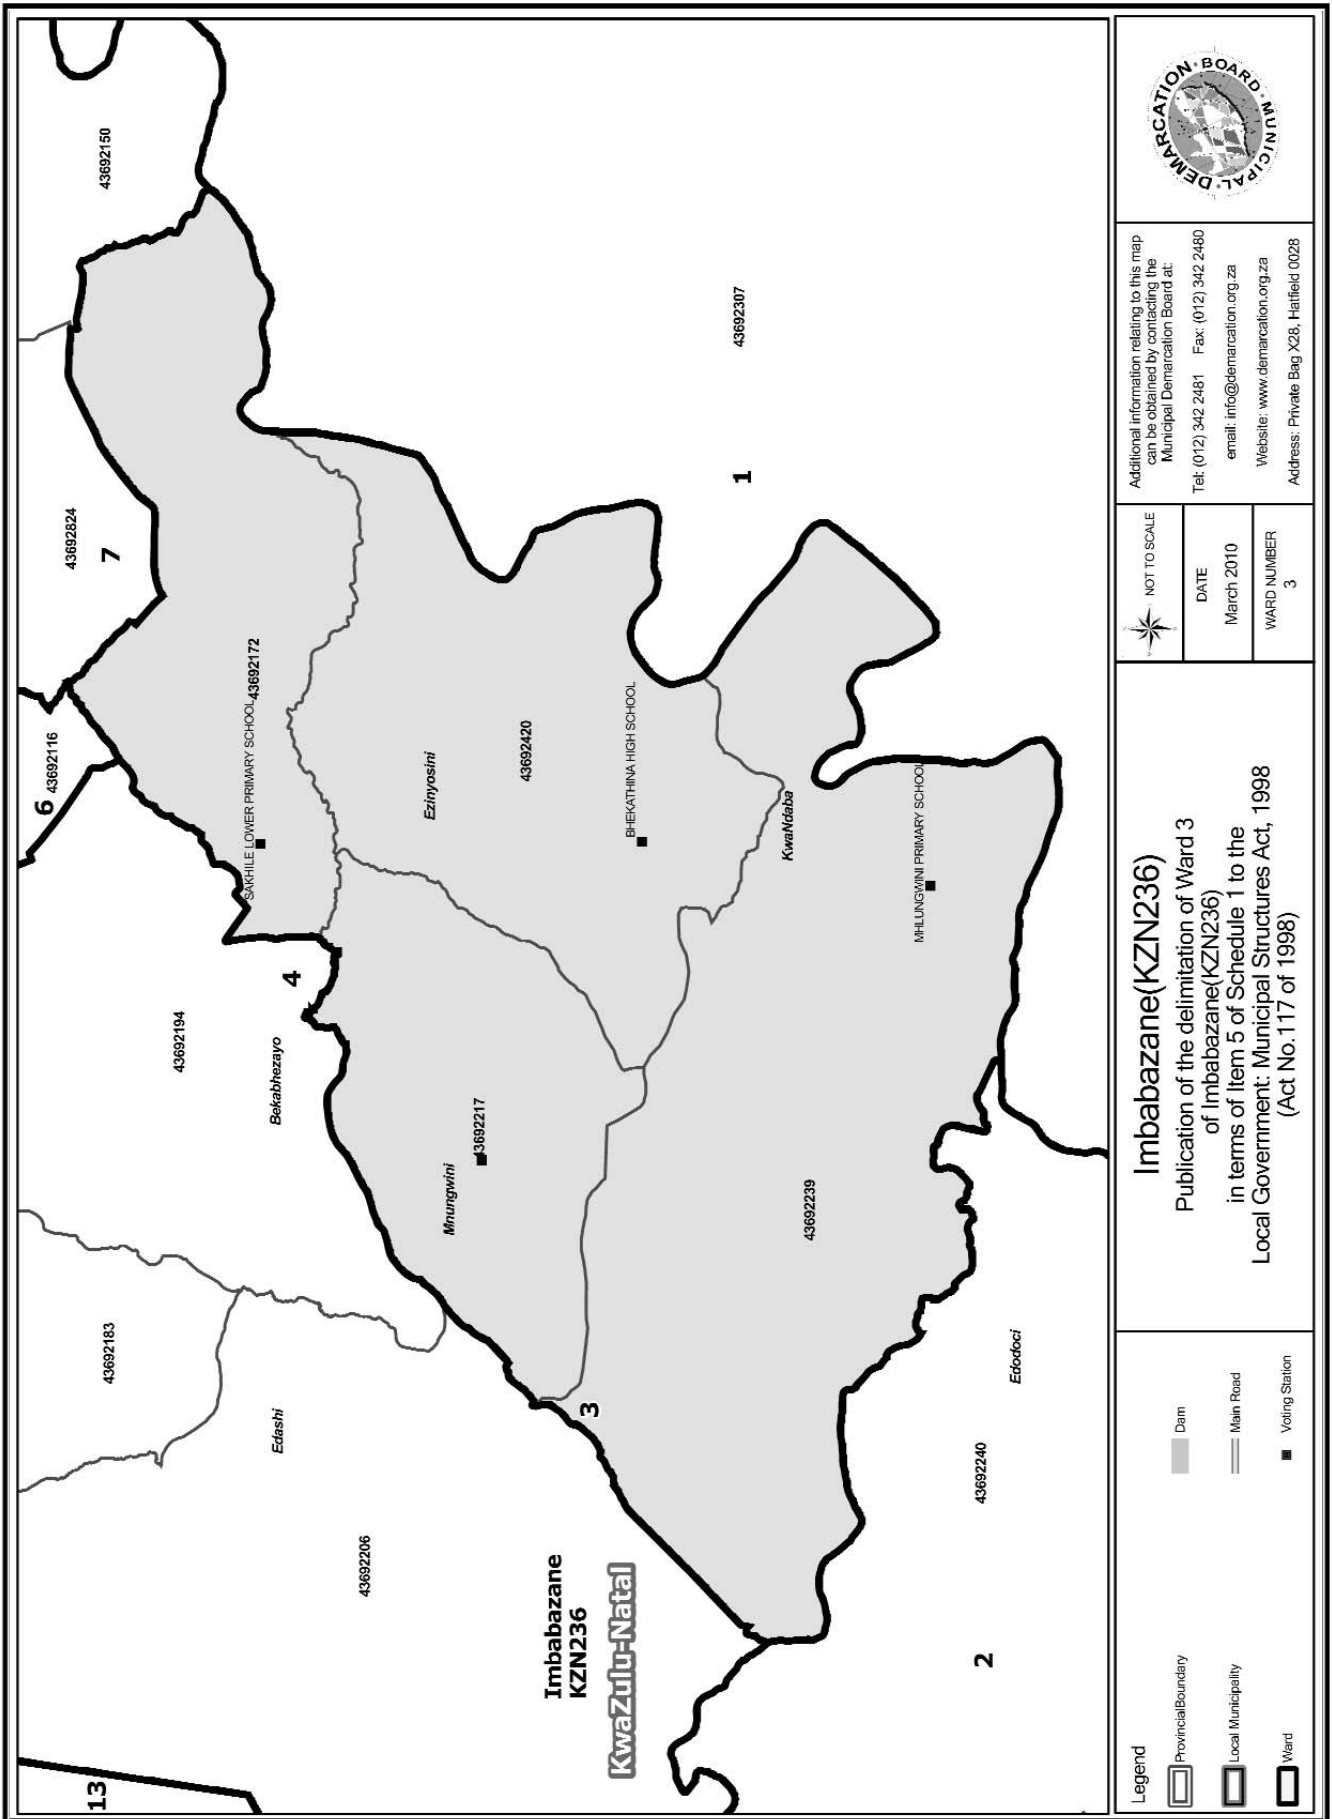 13
43692183
43692194
6
43692116
43692824
7
43692150
Edashi
Bekabhezayo
4
SAKHILE LOWER PRIMARY SCHOOL
43692172
43692206
Mnungwini
43692217
Ezinyosini
43692420
Imbabazane
KZN236
KwaZulu-Natal
3
BHEKATHINA HIGH SCHOOL
1
43692307
KwaNdaba
43692239
MHLUNGWINI PRIMARY SCHOOL
2
43692240
Edodoci
Legend
ProvincialBoundary
Local Municipality
Ward
Dam
Main Road
Voting Station
Imbabazane(KZN236)
Publication of the delimitation of Ward 3
of Imbabazane(KZN236)
in terms of Item 5 of Schedule 1 to the
Local Government: Municipal Structures Act, 1998
(Act No.117 of 1998)
NOT TO SCALE
DATE
March 2010
WARD NUMBER
3
Additional information relating to this map
can be obtained by contacting the
Municipal Demarcation Board at:
Tel: (012) 342 2481 Fax: (012) 342 2480
email: info@demarcation.org.za
Website: www.demarcation.org.za
Address: Private Bag X28, Hatfield 0028
MUNICIPAL • DEMARCATION • BOARD •